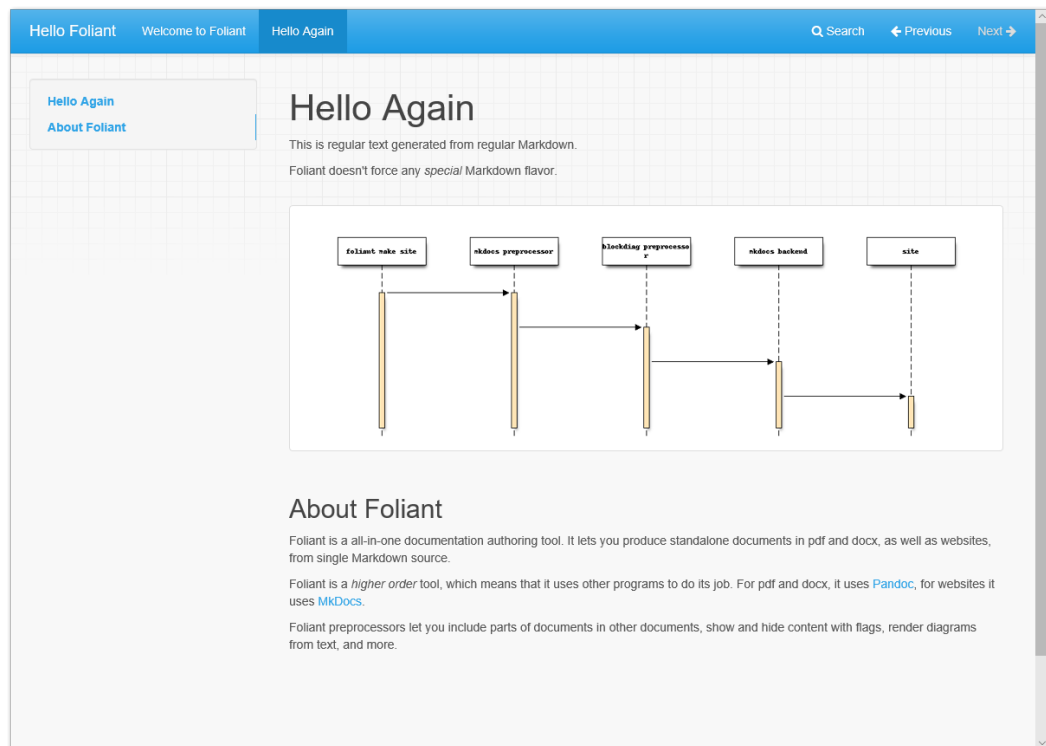 Hello Foliant Welcome to Foliant Hello Again Search Previous Next
Hello Again
About Foliant
Hello Again
This is regular text generated from regular Markdown.
Foliant doesn't force any special Markdown flavor.
foliant make site
mkdocs preprocessor
blockdiag preprocesso
r
mkdocs backend
site
About Foliant
Foliant is a all-in-one documentation authoring tool. It lets you produce standalone documents in pdf and docx, as well as websites,
from single Markdown source.
Foliant is a higher order tool, which means that it uses other programs to do its job. For pdf and docx, it uses Pandoc, for websites it
uses MkDocs.
Foliant preprocessors let you include parts of documents in other documents, show and hide content with flags, render diagrams
from text, and more.